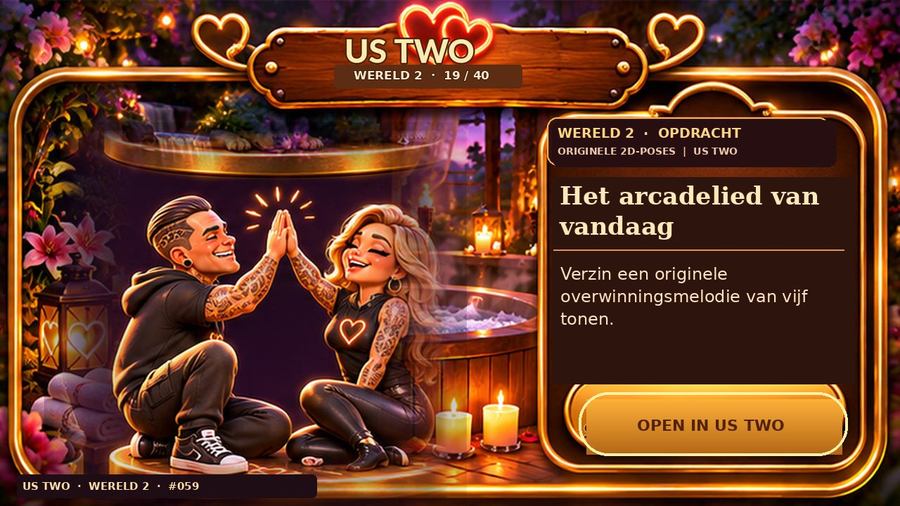 US TWO
WERELD 2 · 19 / 40
WERELD 2 · OPDRACHT
ORIGINELE 2D-POSES | US TWO
Het arcadelied van
vandaag
Verzin een originele
overwinningsmelodie van vijf
tonen.
OPEN IN US TWO
US TWO · WERELD 2 · #059